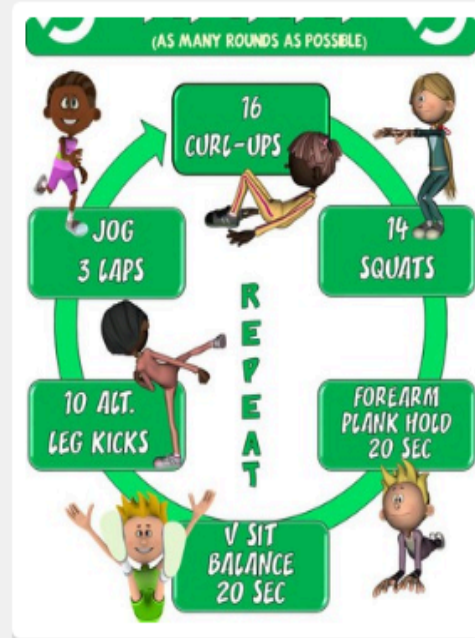 (AS MANY ROUNDS AS POSSIBLE)
16
CURL-UPS
14
SQUATS
FOREARM
PLANK HOLD
20 SEC
V SIT
BALANCE
20 SEC
10 ALT.
LEG KICKS
JOG
3 LAPS
REPEAT